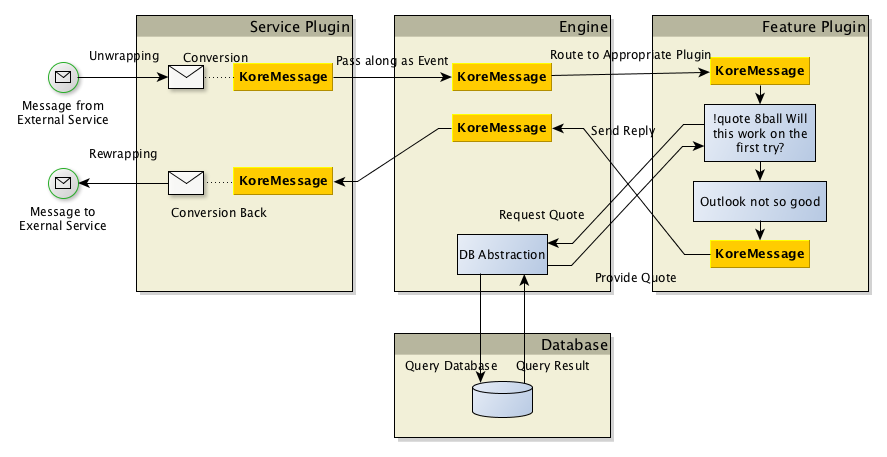 Service Plugin
Engine
Feature Plugin
Unwrapping
Conversion
Pass along as Event
Route to Appropriate Plugin
KoreMessage
KoreMessage
KoreMessage
Message from
External Service
KoreMessage
Send Reply
!quote 8ball Will
this work on the
first try?
Rewrapping
KoreMessage
Message to
Exernal Service
Conversion Back
Outlook not so good
Request Quote
DB Abstraction
KoreMessage
Provide Quote
Database
Query Database
Query Result